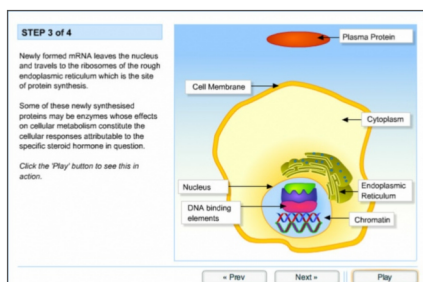 STEP 3 of 4
Newly formed mRNA leaves the nucleus
and travels to the ribosomes of the rough
endoplasmic reticulum which is the site
of protein synthesis.
Some of these newly synthesised
proteins may be enzymes whose effects
on cellular metabolism constitute the
cellular responses attributable to the
specific steroid hormone in question.
Click the 'Play' button to see this in
action.
Plasma Protein
Cell Membrane
Cytoplasm
Nucleus
DNA binding
elements
Endoplasmic
Reticulum
Chromatin
« Prev
Next »
Play